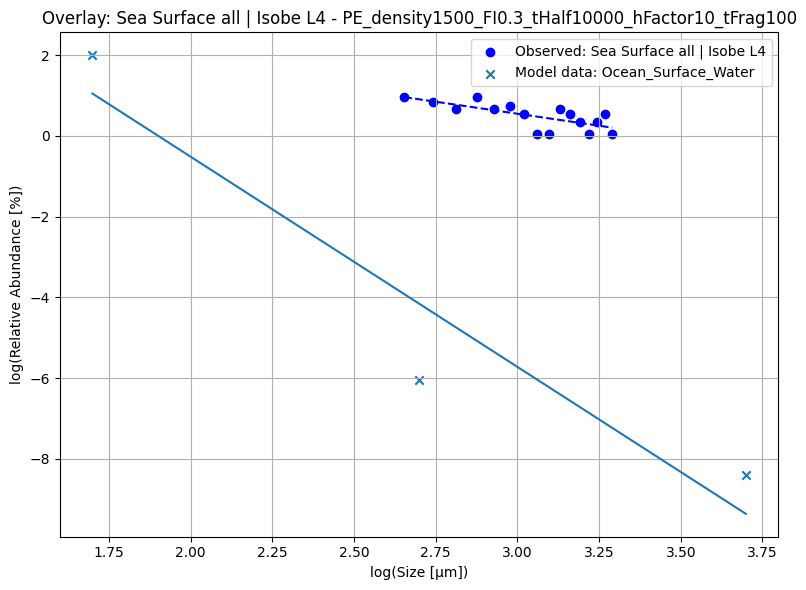 Overlay: Sea Surface all | Isobe L4 - PE_density1500_FI0.3_tHalf10000_hFactor10_tFrag100
Observed: Sea Surface all | Isobe L4
Model data: Ocean_Surface_Water
log(Relative Abundance [%])
2
0
−2
−4
−6
−8
1.75 2.00 2.25 2.50 2.75 3.00 3.25 3.50 3.75
log(Size [µm])